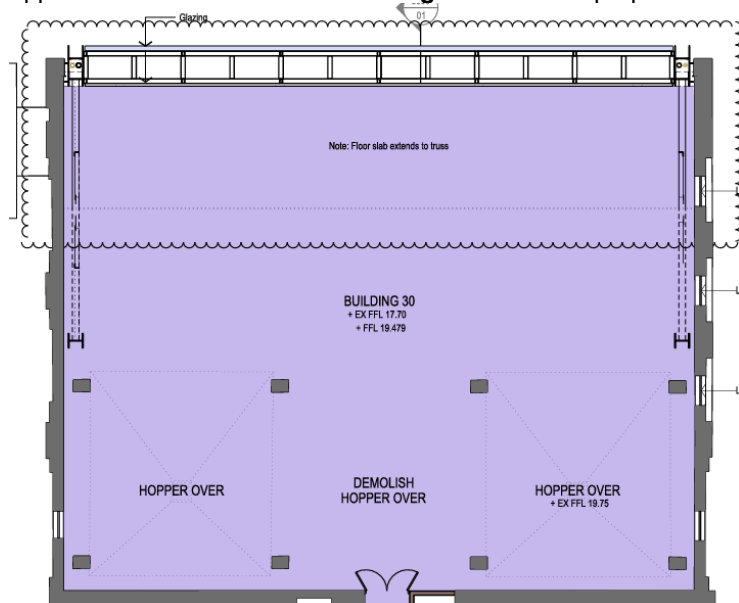 Glazing
01
Note: Floor slab extends to truss
BUILDING 30
+ EX FFL 17.70
+ FFL 19.479
HOPPER OVER
DEMOLISH
HOPPER OVER
HOPPER OVER
+ EX FFL 19.75